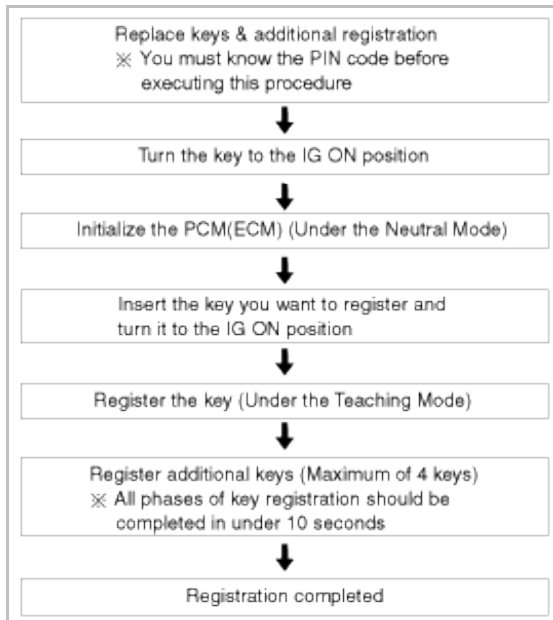 Replace keys & additional registration
※ You must know the PIN code before
executing this procedure
Turn the key to the IG ON position
Initialize the PCM(ECM) (Under the Neutral Mode)
Insert the key you want to register and
turn it to the IG ON position
Register the key (Under the Teaching Mode)
Register additional keys (Maximum of 4 keys)
※ All phases of key registration should be
completed in under 10 seconds
Registration completed